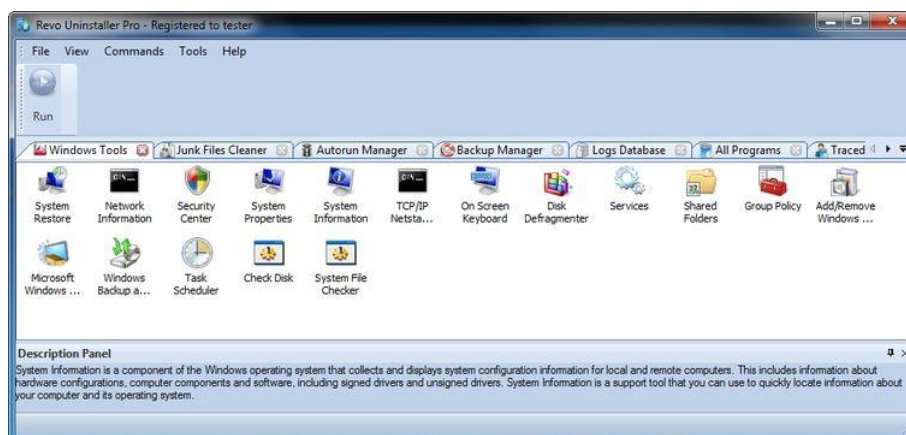 Revo Uninstaller Pro - Registered to tester
File View Commands Tools Help
Run
Windows Tools Junk Files Cleaner Autorun Manager Backup Manager Logs Database All Programs Traced
System Restore
Network Information
Security Center
System Properties
System Information
TCP/IP Netsta...
On Screen Keyboard
Disk Defragmenter
Services
Shared Folders
Group Policy
Add/Remove Windows ...
Microsoft Windows ...
Windows Backup a...
Task Scheduler
Check Disk
System File Checker
Description Panel
System Information is a component of the Windows operating system that collects and displays system configuration information for local and remote computers. This includes information about
hardware configurations, computer components and software, including signed drivers and unsigned drivers. System Information is a support tool that you can use to quickly locate information about
your computer and its operating system.